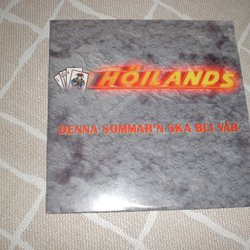 HÖILANDS
DENNA SOMMAR'N SKA BLI VÅR